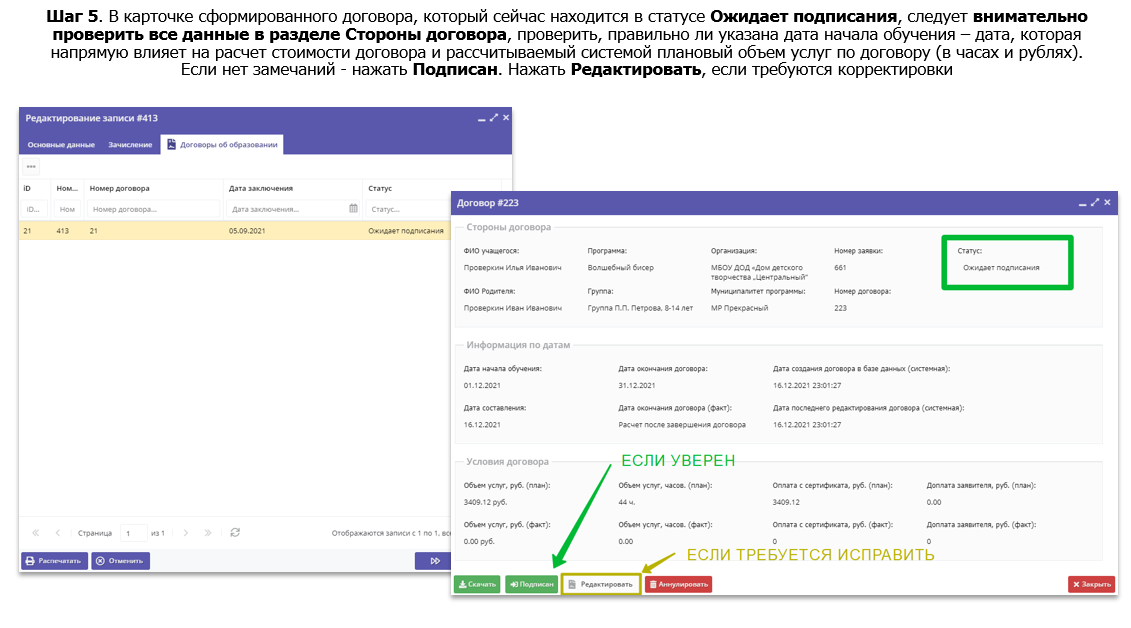 Шаг 5. В карточке сформированного договора, который сейчас находится в статусе Ожидает подписания, следует внимательно
проверить все данные в разделе Стороны договора, проверить, правильно ли указана дата начала обучения – дата, которая
напрямую влияет на расчет стоимости договора и рассчитываемый системой плановый объем услуг по договору (в часах и рублях).
Если нет замечаний - нажать Подписан. Нажать Редактировать, если требуются корректировки
Редактирование записи #413
Основные данные Зачисление Договоры об образовании
iD Ном... Номер договора Дата заключения Статус
iD... Ном Номер договора... Дата заключения... Статус...
21 413 21 05.09.2021 Ожидает подписания
Страница 1 из 1 Отображаются записи с 1 по 1, все
Распечатать Отменить
Договор #223
Стороны договора
ФИО учащегося: Программа: Организация: Номер заявки: Статус:
Проверкин Илья Иванович Волшебный бисер МБОУ ДОД «Дом детского 661 Ожидает подписания
творчества „Центральный"
ФИО Родителя: Группа: Муниципалитет программы: Номер договора:
Проверкин Иван Иванович Группа П.П. Петрова, 8-14 лет МР Прекрасный 223
Информация по датам
Дата начала обучения: Дата окончания договора: Дата создания договора в базе данных (системная):
01.12.2021 31.12.2021 16.12.2021 23:01:27
Дата составления: Дата окончания договора (факт): Дата последнего редактирования договора (системная):
16.12.2021 Расчет после завершения договора 16.12.2021 23:01:27
Условия договора ЕСЛИ УВЕРЕН
Объем услуг, руб. (план): Объем услуг, часов. (план): Оплата с сертификата, руб. (план): Доплата заявителя, руб. (план):
3409.12 руб. 44 ч. 3409.12 0.00
Объем услуг, руб. (факт): Объем услуг, часов. (факт): Оплата с сертификата, руб. (факт): Доплата заявителя, руб. (факт):
0.00 руб. 0.00 0 0
ЕСЛИ ТРЕБУЕТСЯ ИСПРАВИТЬ
Скачать Подписан Редактировать Аннулировать Закрыть